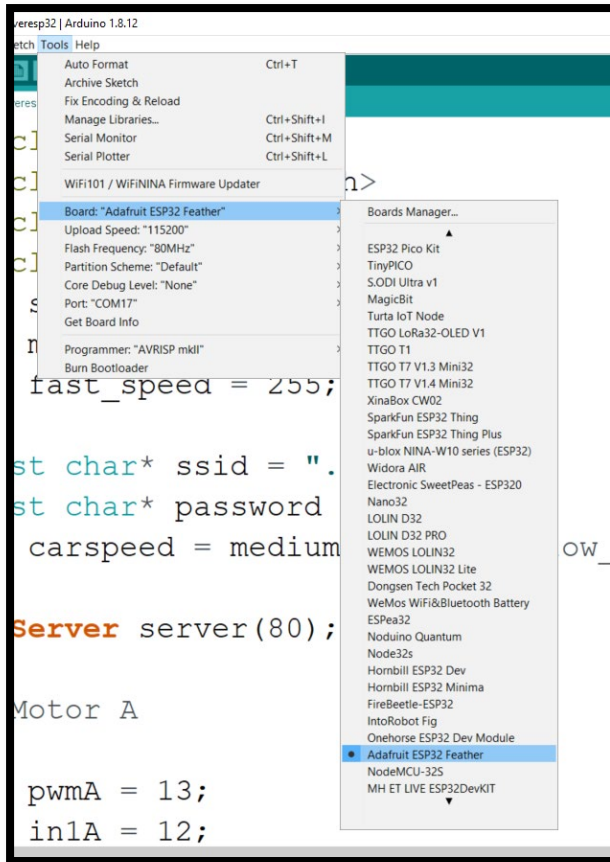 veresp32 | Arduino 1.8.12
etch Tools Help
Auto Format Ctrl+T
Archive Sketch
Fix Encoding & Reload
Manage Libraries... Ctrl+Shift+I
Serial Monitor Ctrl+Shift+M
Serial Plotter Ctrl+Shift+L
WiFi101 / WiFiNINA Firmware Updater
Board: "Adafruit ESP32 Feather"
Upload Speed: "115200"
Flash Frequency: "80MHz"
Partition Scheme: "Default"
Core Debug Level: "None"
Port: "COM17"
Get Board Info
Programmer: "AVRISP mkII"
Burn Bootloader
Boards Manager...
ESP32 Pico Kit
TinyPICO
S.ODI Ultra v1
MagicBit
Turta IoT Node
TTGO LoRa32-OLED V1
TTGO T1
TTGO T7 V1.3 Mini32
TTGO T7 V1.4 Mini32
XinaBox CW02
SparkFun ESP32 Thing
SparkFun ESP32 Thing Plus
u-blox NINA-W10 series (ESP32)
Widora AIR
Electronic SweetPeas - ESP320
Nano32
LOLIN D32
LOLIN D32 PRO
WEMOS LOLIN32
WEMOS LOLIN32 Lite
Dongsen Tech Pocket 32
WeMos WiFi&Bluetooth Battery
ESPea32
Noduino Quantum
Node32s
Hornbill ESP32 Dev
Hornbill ESP32 Minima
FireBeetle-ESP32
IntoRobot Fig
Onehorse ESP32 Dev Module
Adafruit ESP32 Feather
NodeMCU-32S
MH ET LIVE ESP32DevKIT
veres
cl
cl n>
cl
cl
s
m
fast_speed = 255;
st char* ssid = ".
st char* password
carspeed = medium ow_
Server server(80);
Motor A
pwmA = 13;
in1A = 12;